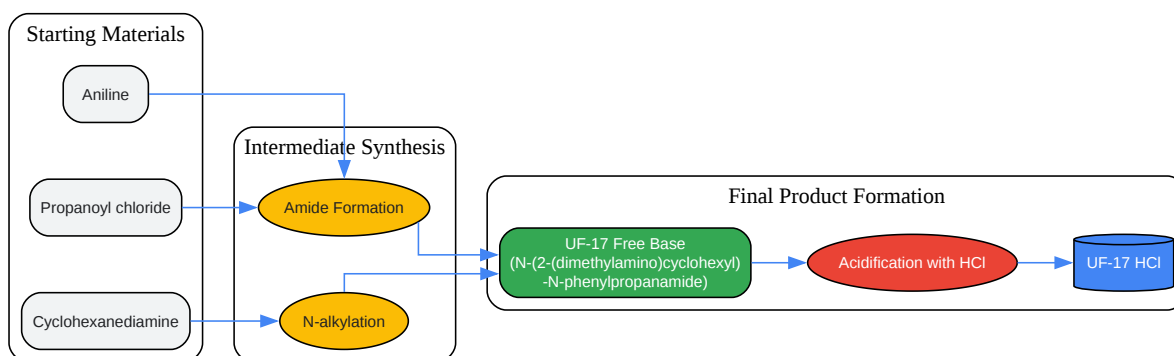 Starting Materials
Aniline
Propanoyl chloride
Cyclohexanediamine
Intermediate Synthesis
Amide Formation
N-alkylation
Final Product Formation
UF-17 Free Base
(N-(2-(dimethylamino)cyclohexyl)
-N-phenylpropanamide)
Acidification with HCl
UF-17 HCl